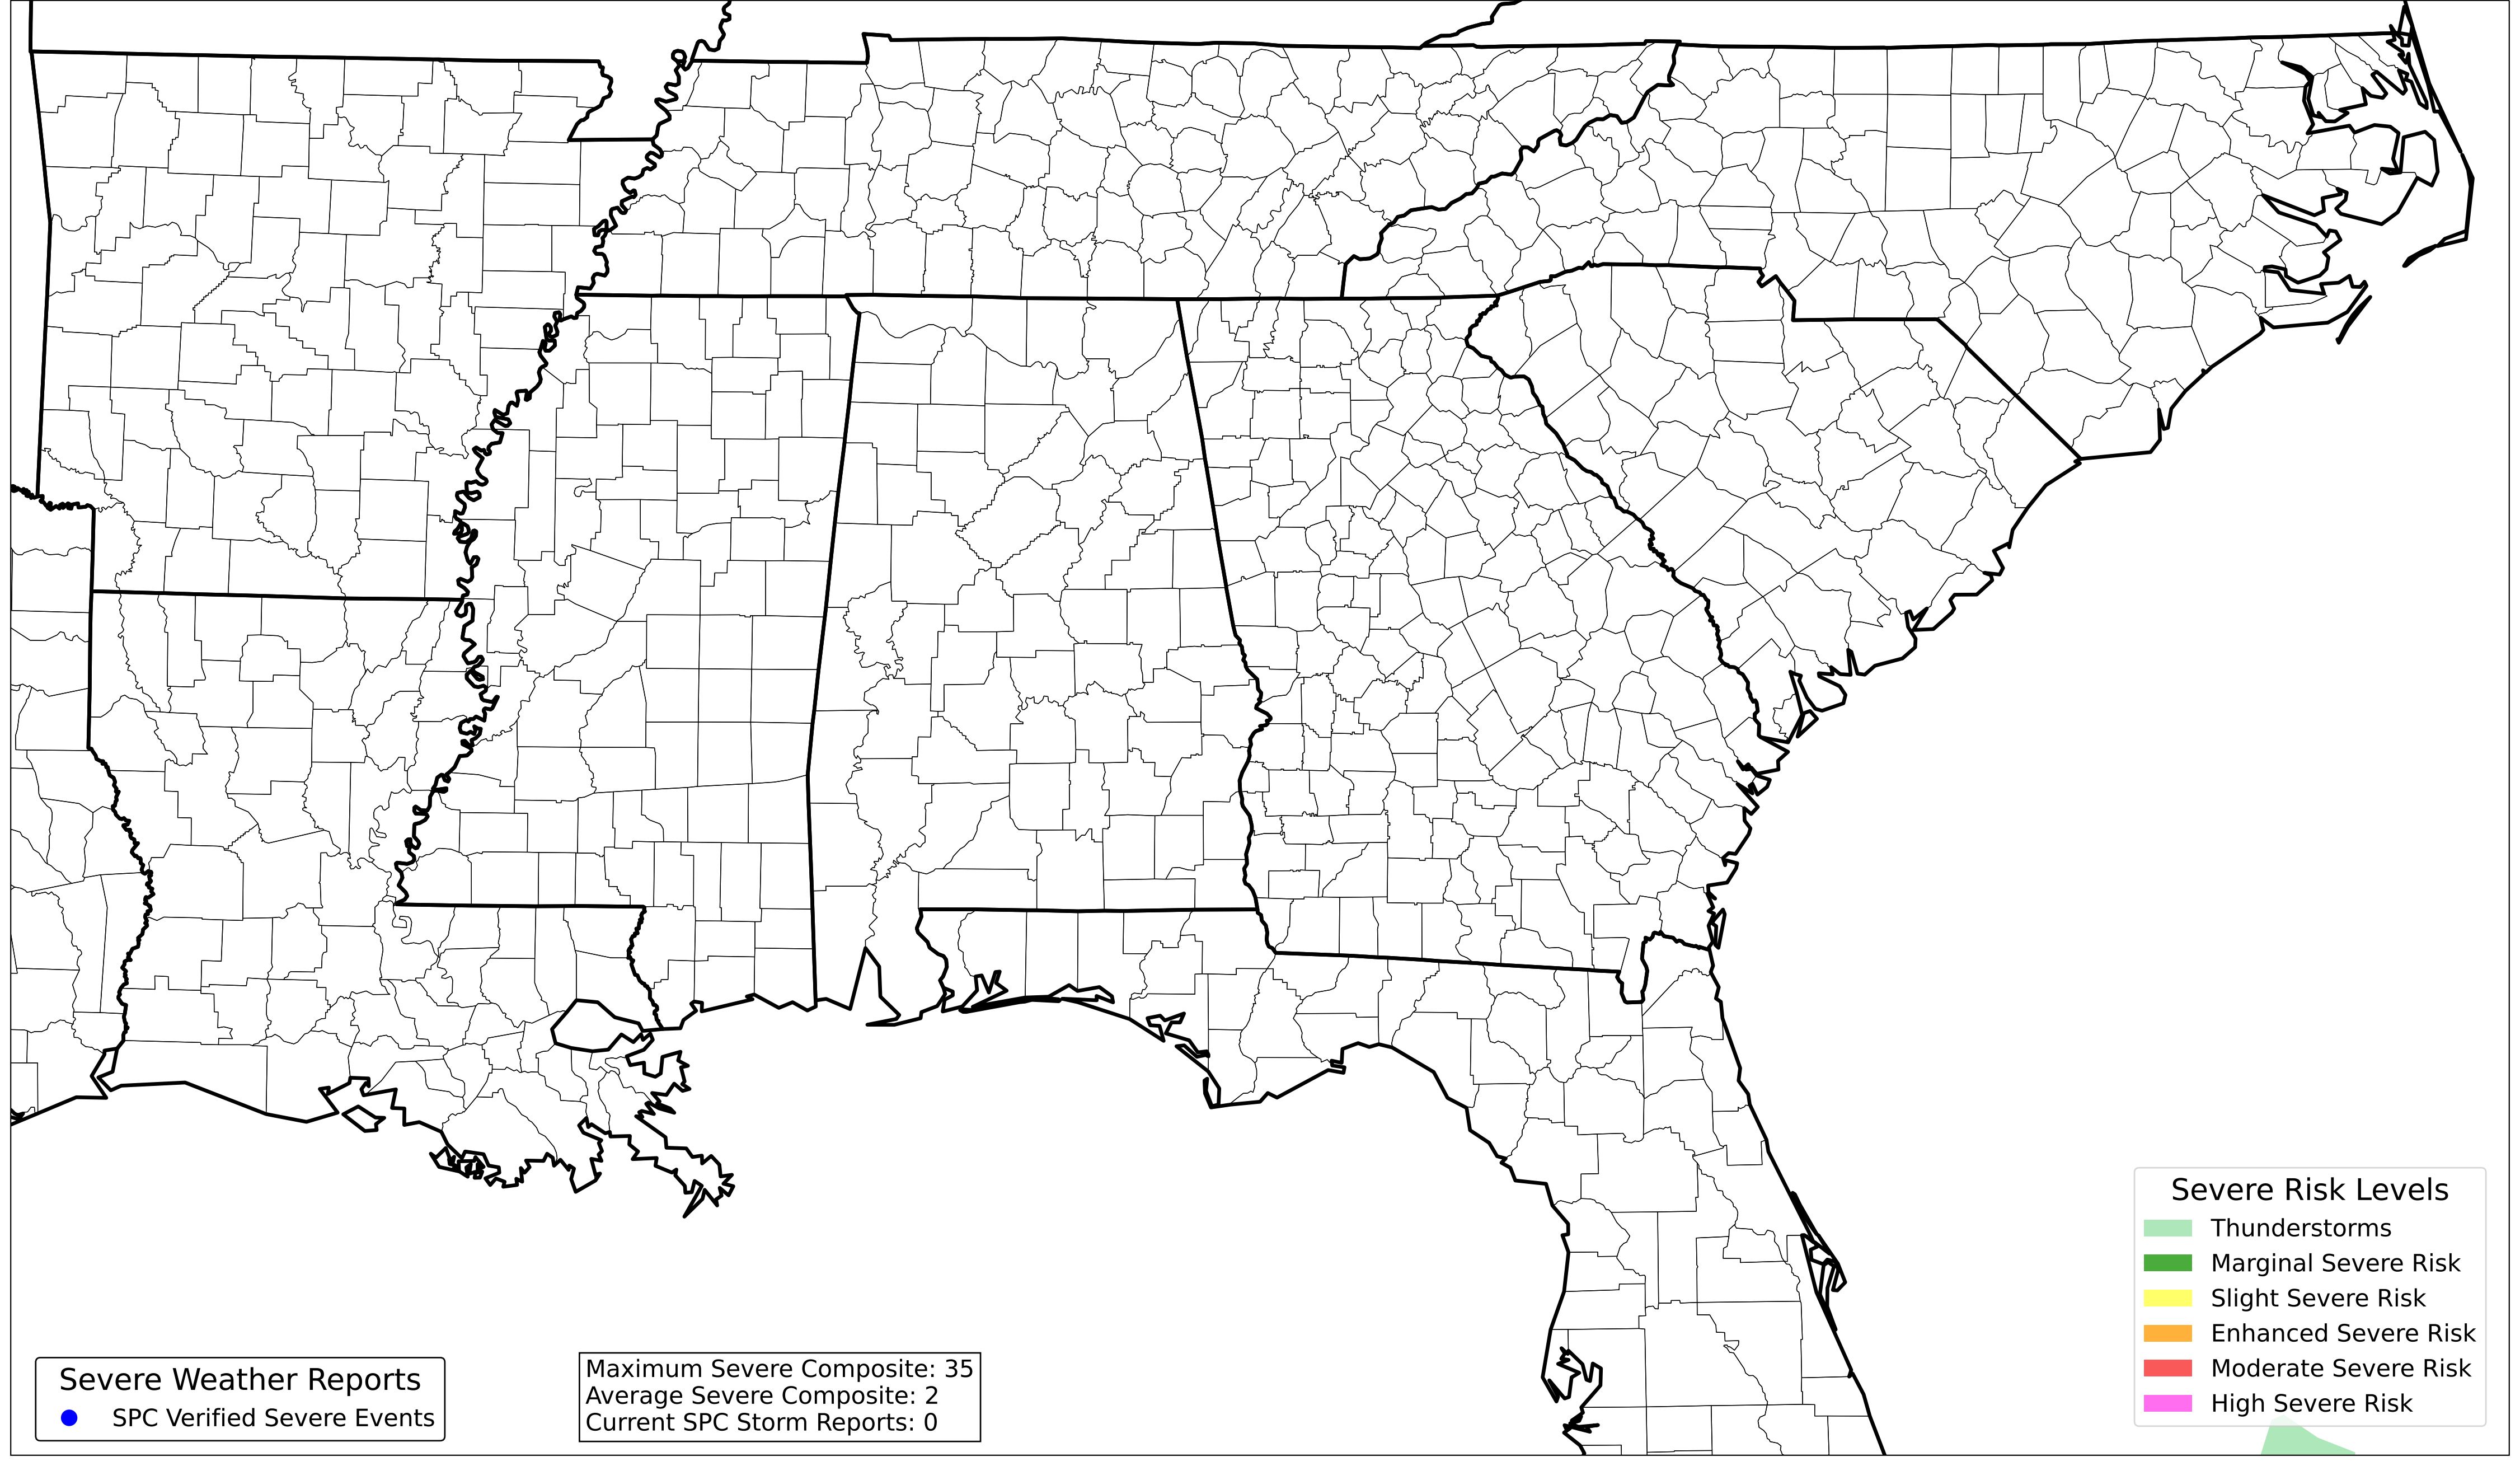 Severe Risk Levels
Thunderstorms
Marginal Severe Risk
Slight Severe Risk
Enhanced Severe Risk
Moderate Severe Risk
High Severe Risk
Severe Weather Reports
SPC Verified Severe Events
Maximum Severe Composite: 35
Average Severe Composite: 2
Current SPC Storm Reports: 0